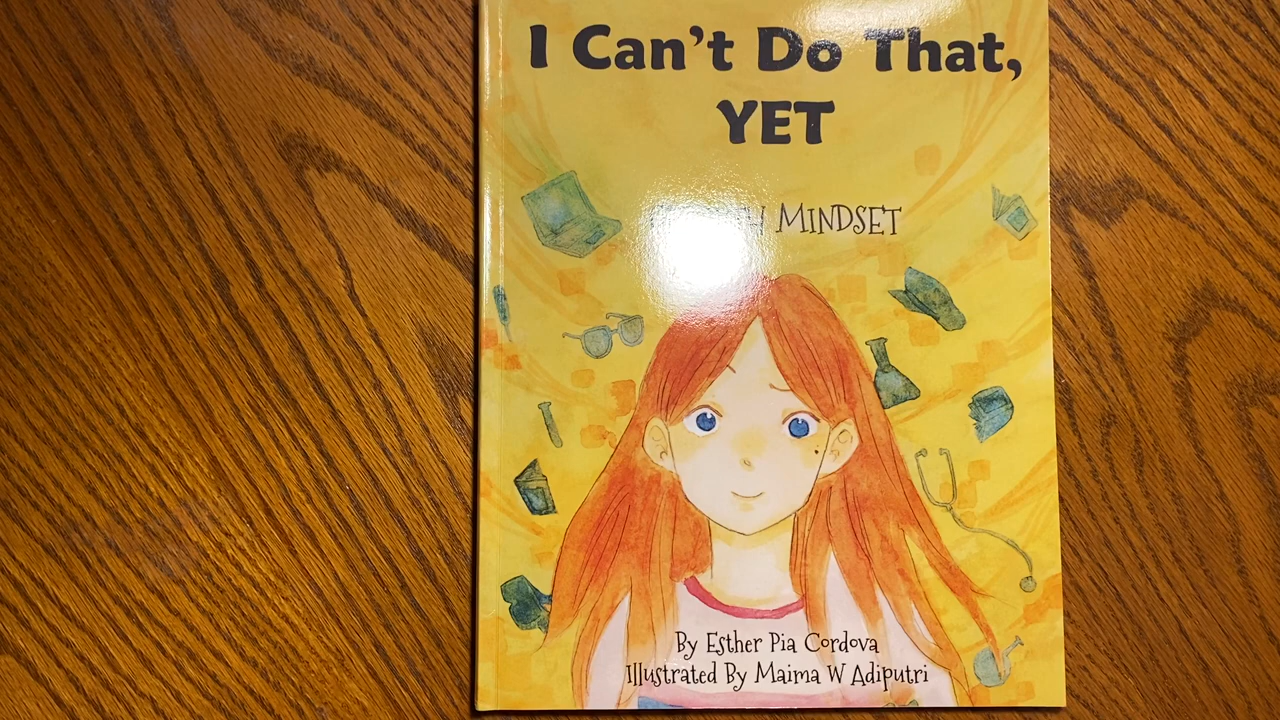 I Can't Do That,
YET
MINDSET
By Esther Pia Cordova
Illustrated By Maima W Adiputri